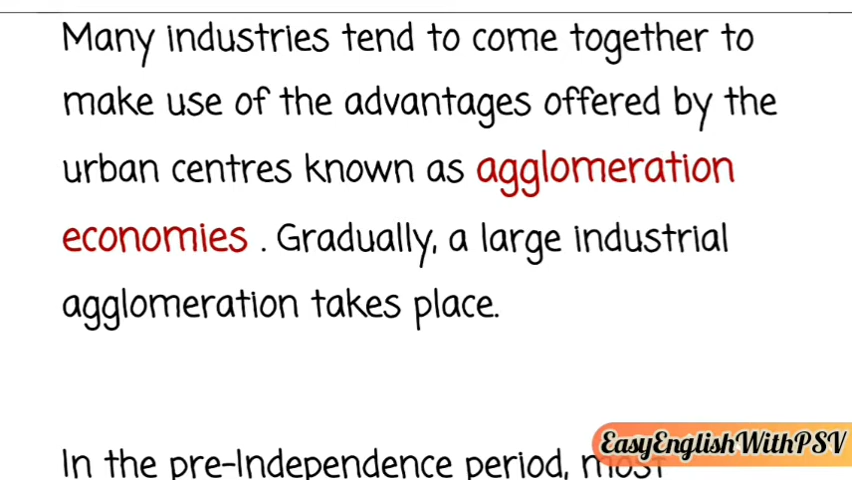 Many industries tend to come together to
make use of the advantages offered by the
urban centres known as agglomeration
economies . Gradually, a large industrial
agglomeration takes place.
EasyEnglishWithPSV
In the pre-Independence period, most